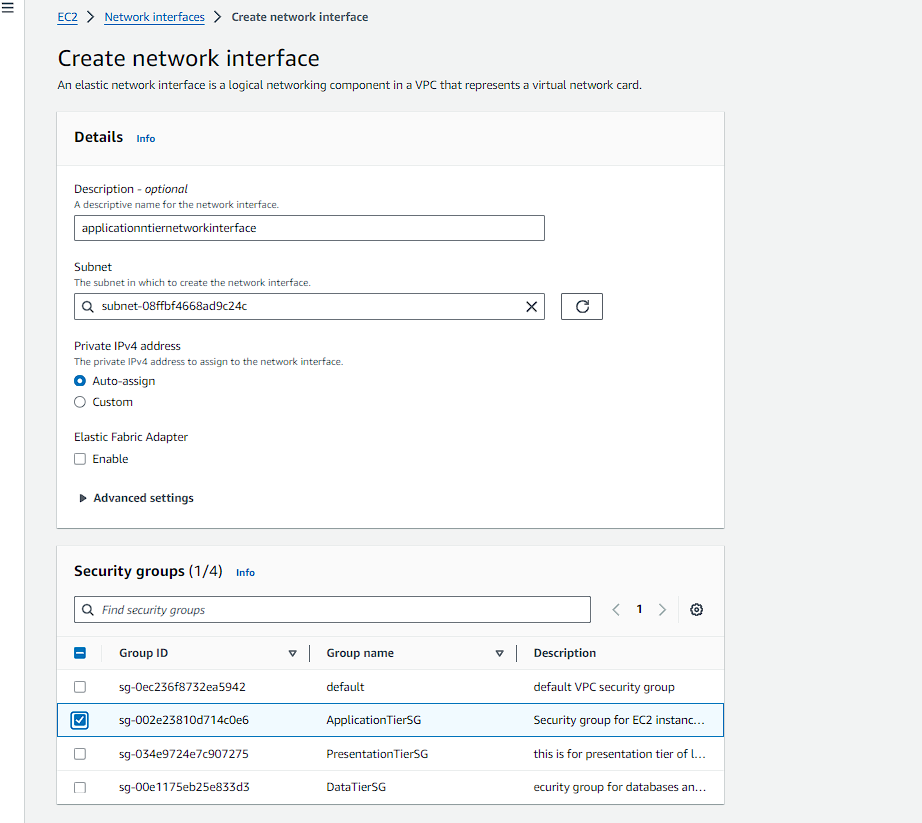 EC2 > Network interfaces > Create network interface
Create network interface
An elastic network interface is a logical networking component in a VPC that represents a virtual network card.
Details Info
Description - optional
A descriptive name for the network interface.
applicationntiernetworkinterface
Subnet
The subnet in which to create the network interface.
subnet-08ffbf4668ad9c24c
Private IPv4 address
The private IPv4 address to assign to the network interface.
Auto-assign
Custom
Elastic Fabric Adapter
Enable
Advanced settings
Security groups (1/4) Info
Find security groups
1
Group ID Group name Description
sg-0ec236f8732ea5942 default default VPC security group
sg-002e23810d714c0e6 ApplicationTierSG Security group for EC2 instanc...
sg-034e9724e7c907275 PresentationTierSG this is for presentation tier of l...
sg-00e1175eb25e833d3 DataTierSG ecurity group for databases an...